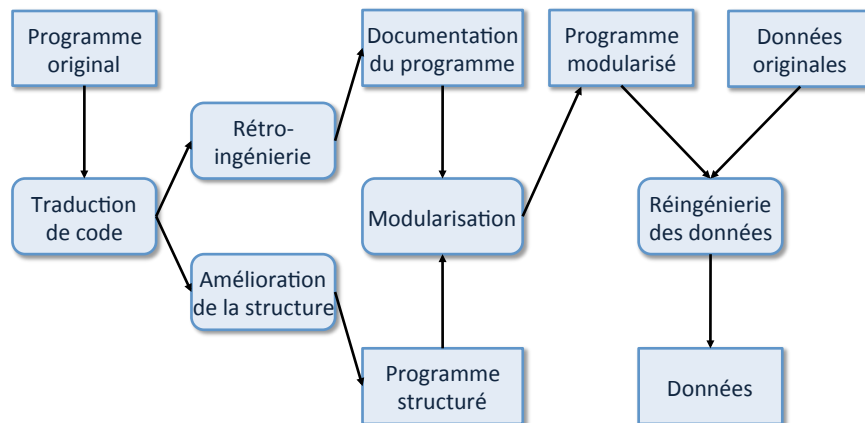 Programme
original
Documentation
du programme
Programme
modularisé
Données
originales
Rétro-
ingénierie
Traduction
de code
Modularisation
Réingénierie
des données
Amélioration
de la structure
Programme
structuré
Données